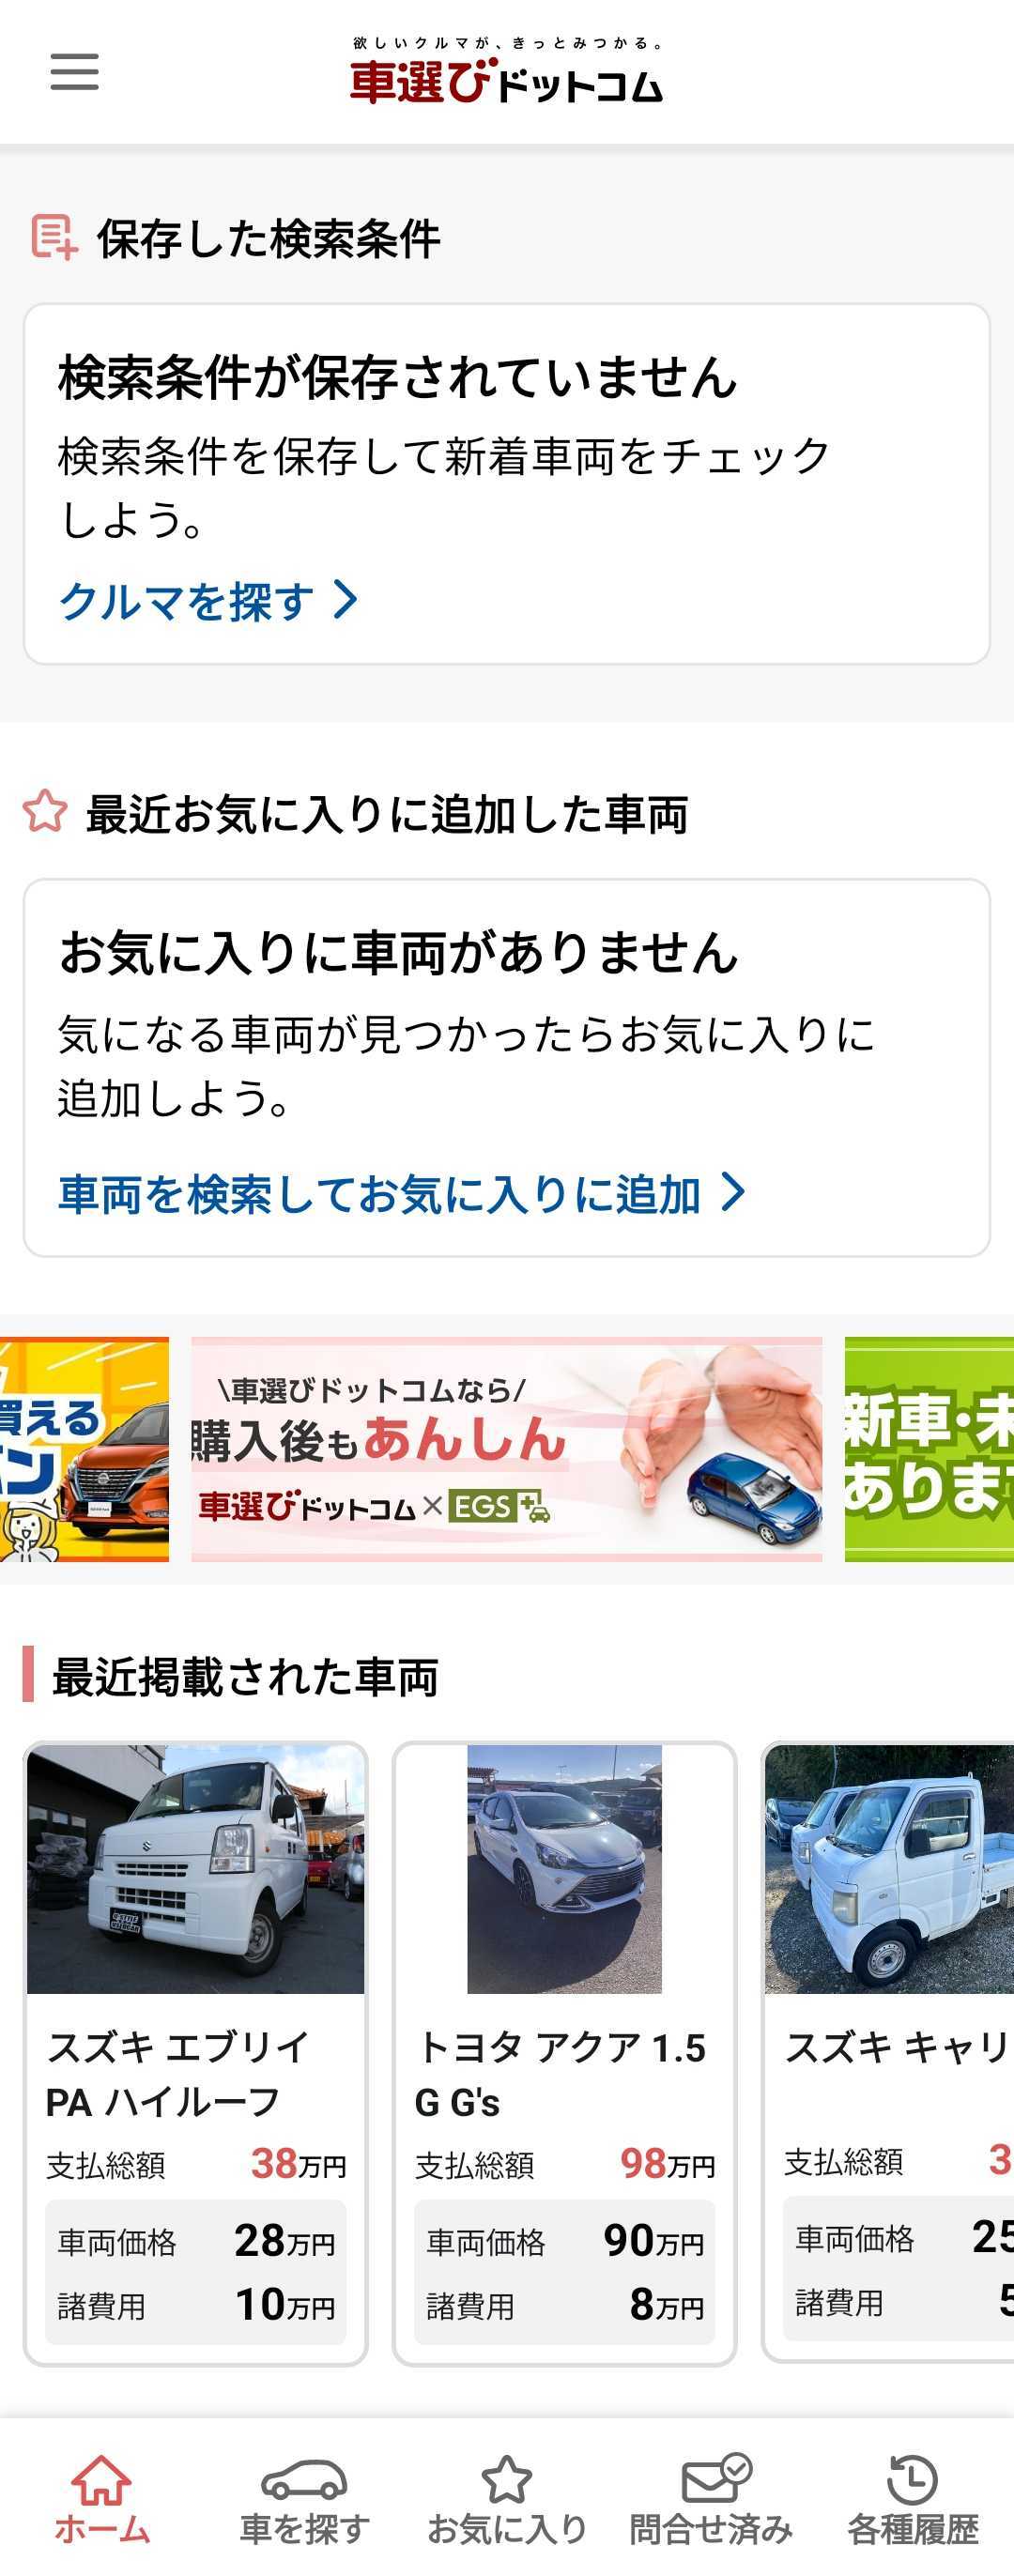 欲しいクルマが、きっとみつかる。
車選びドットコム
保存した検索条件
検索条件が保存されていません
検索条件を保存して新着車両をチェック
しよう。
クルマを探す
最近お気に入りに追加した車両
お気に入りに車両がありません
気になる車両が見つかったらお気に入りに
追加しよう。
車両を検索してお気に入りに追加
買える
ン
\車選びドットコムなら/
購入後もあんしん
車選びドットコム×EGS
新車・未
あります
最近掲載された車両
スズキ エブリイ
PA ハイルーフ
支払総額 38万円
車両価格 28万円
諸費用 10万円
トヨタ アクア 1.5
G G's
支払総額 98万円
車両価格 90万円
諸費用 8万円
スズキ キャリ
支払総額 3
車両価格 25
諸費用 5
ホーム
車を探す
お気に入り
問合せ済み
各種履歴